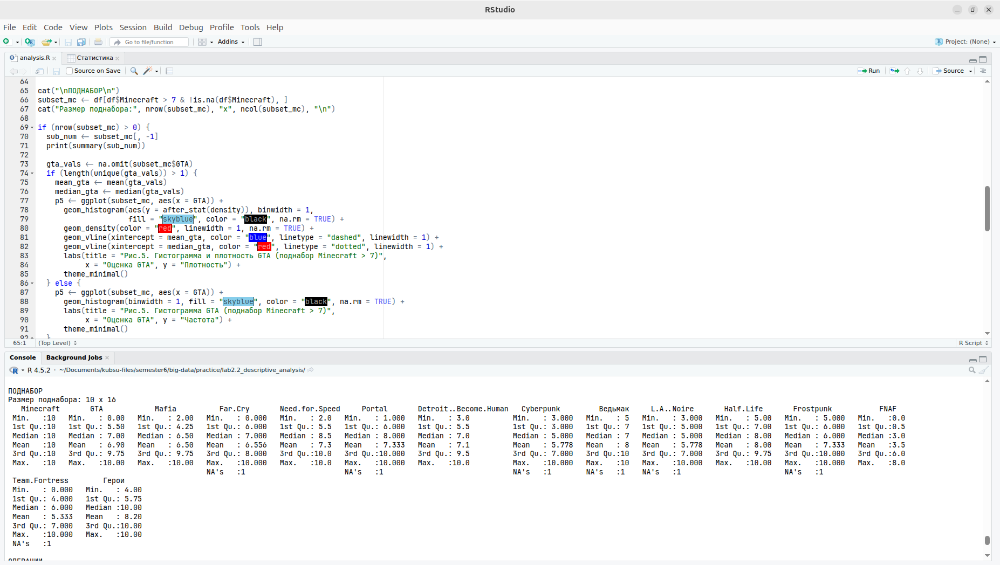 RStudio
File Edit Code View Plots Session Build Debug Profile Tools Help
Go to file/function Addins Project: (None)
analysis.R Статистика
Source on Save Run Source
64
65 cat("\nПОДНАБОР\n")
66 subset_mc <- df[df$Minecraft > 7 & !is.na(df$Minecraft), ]
67 cat("Размер поднабора:", nrow(subset_mc), "x", ncol(subset_mc), "\n")
68
69 if (nrow(subset_mc) > 0) {
70 sub_num <- subset_mc[, -1]
71 print(summary(sub_num))
72
73 gta_vals <- na.omit(subset_mc$GTA)
74 if (length(unique(gta_vals)) > 1) {
75 mean_gta <- mean(gta_vals)
76 median_gta <- median(gta_vals)
77 p5 <- ggplot(subset_mc, aes(x = GTA)) +
78 geom_histogram(aes(y = after_stat(density)), binwidth = 1,
79 fill = "skyblue", color = "black", na.rm = TRUE) +
80 geom_density(color = "red", linewidth = 1, na.rm = TRUE) +
81 geom_vline(xintercept = mean_gta, color = "blue", linetype = "dashed", linewidth = 1) +
82 geom_vline(xintercept = median_gta, color = "red", linetype = "dotted", linewidth = 1) +
83 labs(title = "Рис.5. Гистограмма и плотность GTA (поднабор Minecraft > 7)",
84 x = "Оценка GTA", y = "Плотность") +
85 theme_minimal()
86 } else {
87 p5 <- ggplot(subset_mc, aes(x = GTA)) +
88 geom_histogram(binwidth = 1, fill = "skyblue", color = "black", na.rm = TRUE) +
89 labs(title = "Рис.5. Гистограмма GTA (поднабор Minecraft > 7)",
90 x = "Оценка GTA", y = "Частота") +
91 theme_minimal()
92 }
65:1 (Top Level) R Script
Console Background Jobs
R 4.5.2 · ~/Documents/kubsu-files/semester6/big-data/practice/lab2.2_descriptive_analysis/
ПОДНАБОР
Размер поднабора: 10 x 16
Minecraft GTA Mafia Far.Cry Need.for.Speed Portal Detroit..Become.Human Cyberpunk Ведьмак L.A..Noire Half.Life Frostpunk FNAF
Min. :10 Min. : 0.00 Min. : 2.00 Min. : 0.000 Min. : 2.0 Min. : 1.000 Min. : 3.0 Min. : 3.000 Min. : 5 Min. : 3.000 Min. : 5.00 Min. : 5.000 Min. :0.0
1st Qu.:10 1st Qu.: 5.50 1st Qu.: 4.25 1st Qu.: 6.000 1st Qu.: 5.5 1st Qu.: 6.000 1st Qu.: 5.5 1st Qu.: 3.000 1st Qu.: 7 1st Qu.: 5.000 1st Qu.: 7.00 1st Qu.: 6.000 1st Qu.:0.5
Median :10 Median : 7.00 Median : 6.50 Median : 7.000 Median : 8.5 Median : 8.000 Median : 7.0 Median : 5.000 Median : 7 Median : 5.000 Median : 8.00 Median : 6.000 Median :3.0
Mean :10 Mean : 6.90 Mean : 6.50 Mean : 6.556 Mean : 7.3 Mean : 7.333 Mean : 7.1 Mean : 5.778 Mean : 8 Mean : 5.778 Mean : 8.00 Mean : 7.333 Mean :3.5
3rd Qu.:10 3rd Qu.: 9.75 3rd Qu.: 9.75 3rd Qu.: 8.000 3rd Qu.:10.0 3rd Qu.:10.000 3rd Qu.: 9.5 3rd Qu.: 7.000 3rd Qu.:10 3rd Qu.: 7.000 3rd Qu.: 9.75 3rd Qu.:10.000 3rd Qu.:6.0
Max. :10 Max. :10.00 Max. :10.00 Max. :10.000 Max. :10.0 Max. :10.000 Max. :10.0 Max. :10.000 Max. :10 Max. :10.000 Max. :10.00 Max. :10.000 Max. :8.0
NA's :1 NA's :1 NA's :1 NA's :1 NA's :1 NA's :1
Team.Fortress Герои
Min. : 0.000 Min. : 4.00
1st Qu.: 4.000 1st Qu.: 5.75
Median : 6.000 Median :10.00
Mean : 5.333 Mean : 8.20
3rd Qu.: 7.000 3rd Qu.:10.00
Max. :10.000 Max. :10.00
NA's :1
ОПЕРАЦИИ